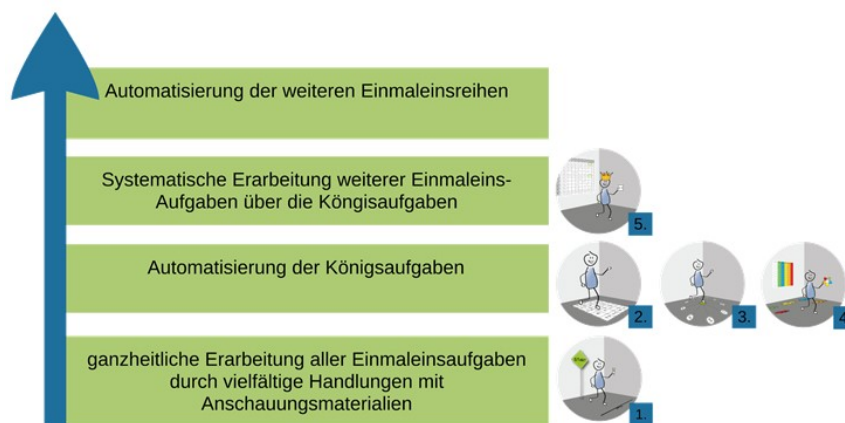 Automatisierung der weiteren Einmaleinsreihen
Systematische Erarbeitung weiterer Einmaleins-
Aufgaben über die Köngisaufgaben
5.
Automatisierung der Königsaufgaben
2.
3.
4
ganzheitliche Erarbeitung aller Einmaleinsaufgaben
durch vielfältige Handlungen mit
Anschauungsmaterialien
1.